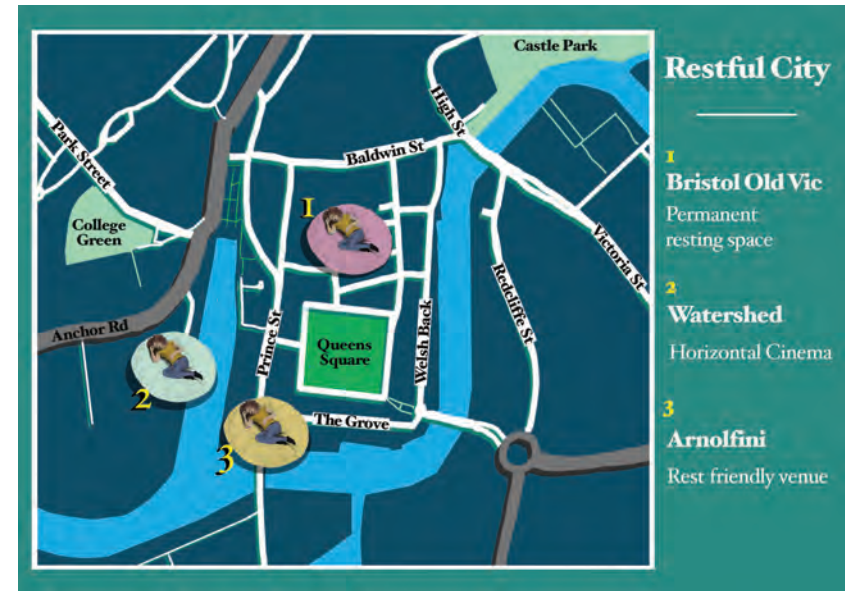 Castle Park
High St
Park Street
Baldwin St
1
College
Green
Victoria St
Redcliffe St
Anchor Rd
Prince St
Queens
Square
Welsh Back
2
The Grove
3
Restful City
1
Bristol Old Vic
Permanent
resting space
2
Watershed
Horizontal Cinema
3
Arnolfini
Rest friendly venue